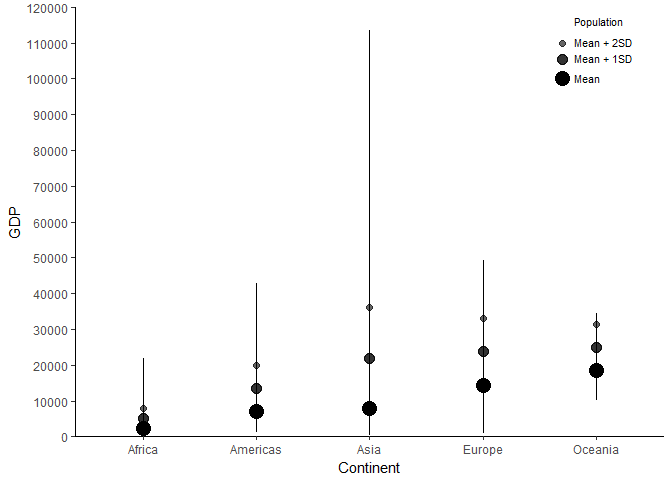 120000
110000
100000
90000
80000
70000
60000
50000
40000
30000
20000
10000
0
GDP
Population
Mean + 2SD
Mean + 1SD
Mean
Africa Americas Asia Europe Oceania
Continent